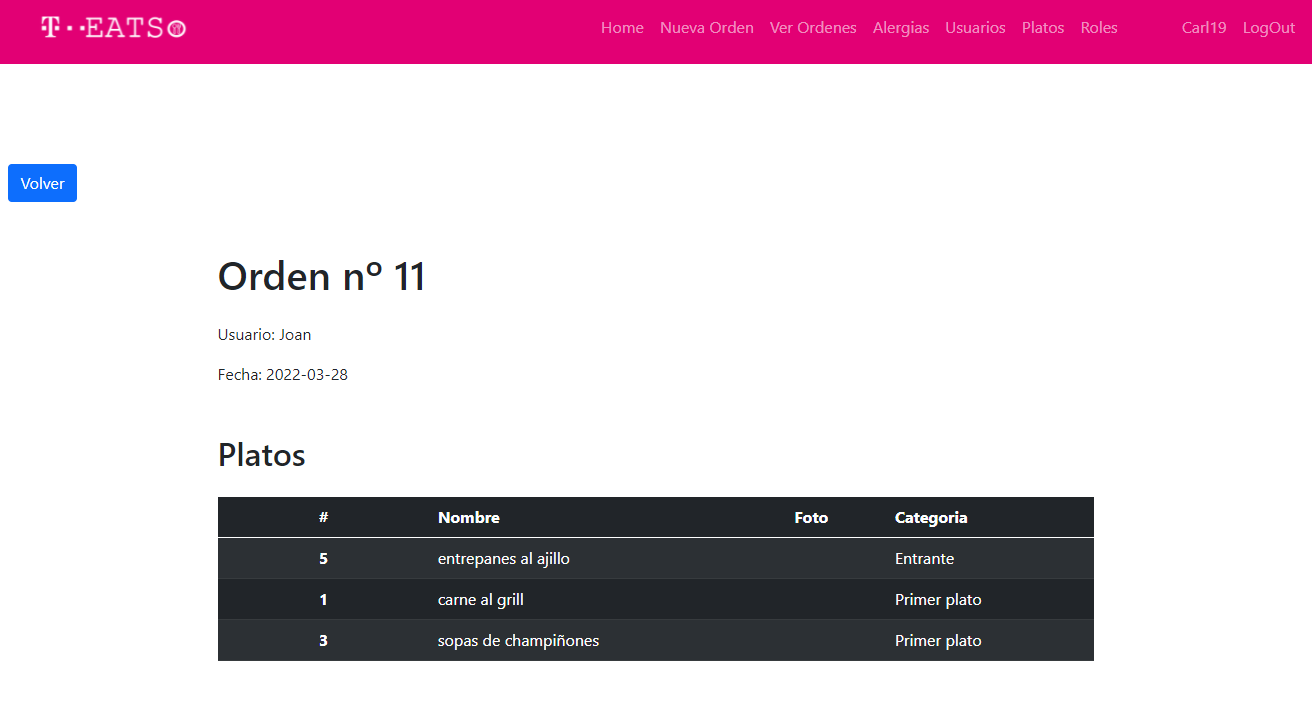 T··EATS
Home Nueva Orden Ver Ordenes Alergias Usuarios Platos Roles Carl19 LogOut
Volver
Orden nº 11
Usuario: Joan
Fecha: 2022-03-28
Platos
# Nombre Foto Categoria
5 entrepanes al ajillo Entrante
1 carne al grill Primer plato
3 sopas de champiñones Primer plato